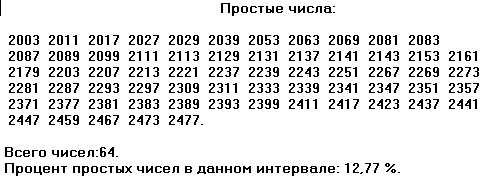 Простые числа:
2003 2011 2017 2027 2029 2039 2053 2063 2069 2081 2083
2087 2089 2099 2111 2113 2129 2131 2137 2141 2143 2153 2161
2179 2203 2207 2213 2221 2237 2239 2243 2251 2267 2269 2273
2281 2287 2293 2297 2309 2311 2333 2339 2341 2347 2351 2357
2371 2377 2381 2383 2389 2393 2399 2411 2417 2423 2437 2441
2447 2459 2467 2473 2477.
Всего чисел:64.
Процент простых чисел в данном интервале: 12,77 %.